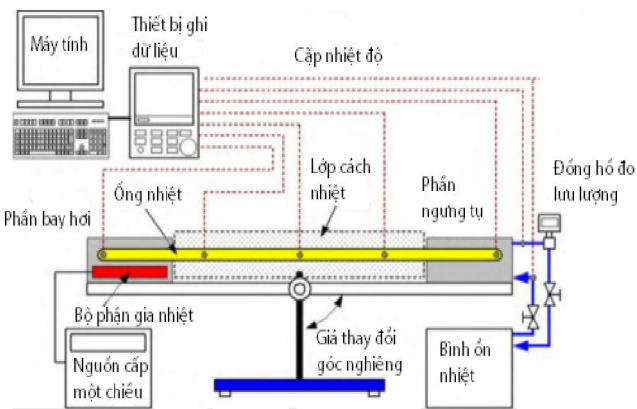 Máy tính
Thiết bị ghi
dữ liệu
Cặp nhiệt độ
Lớp cách
nhiệt
Phần
ngưng tụ
Đồng hồ đo
lưu lượng
Ống nhiệt
Phần bay hơi
Bộ phận gia nhiệt
Giá thay đổi
góc nghiêng
Nguồn cấp
một chiều
Bình ổn
nhiệt